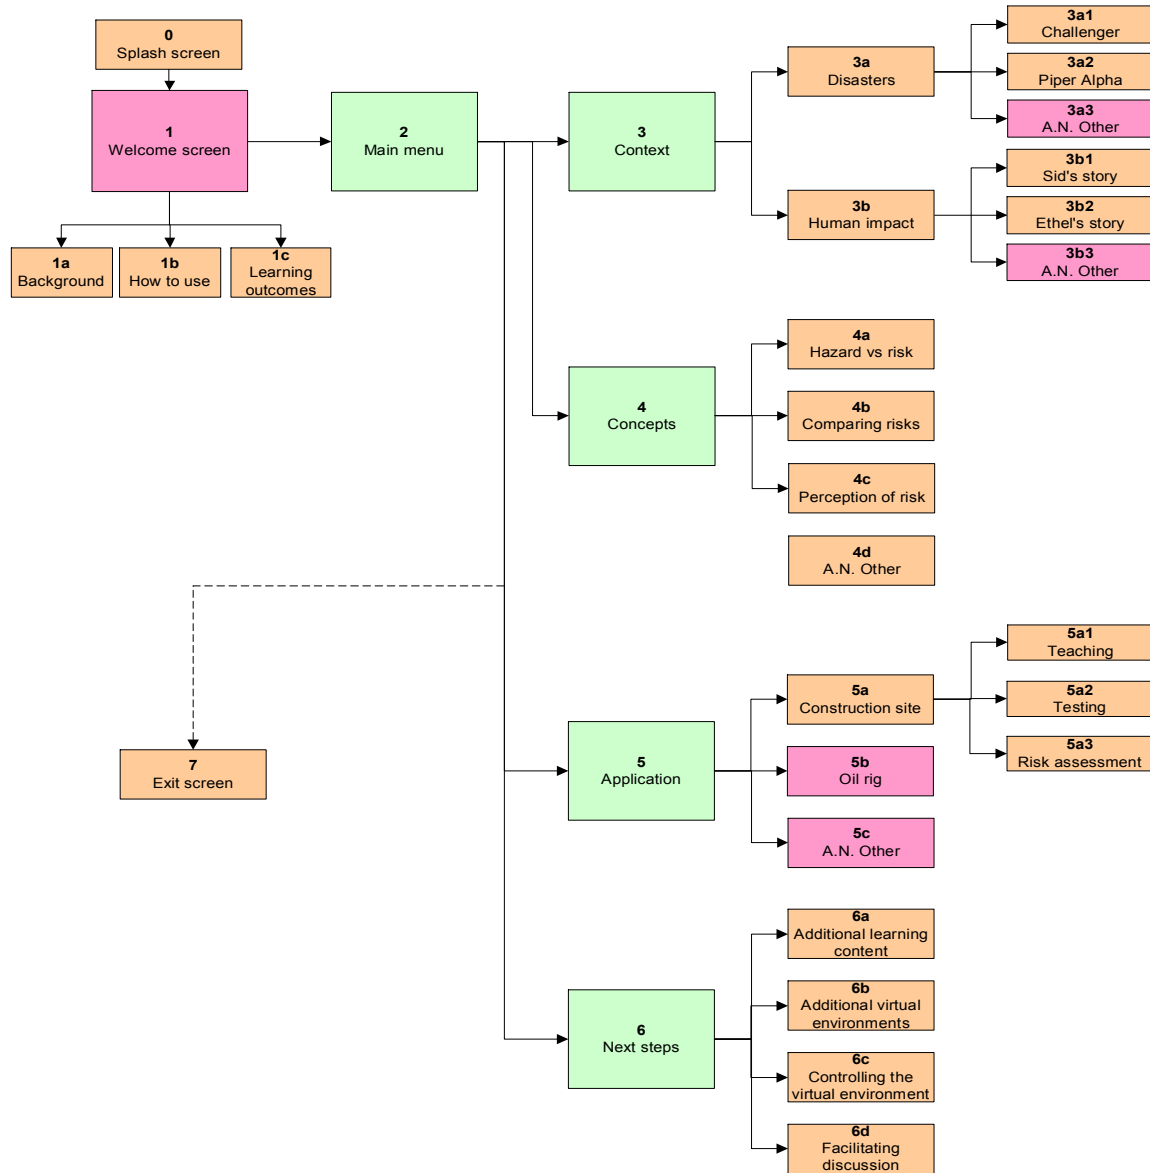 0
Splash screen
1
Welcome screen
1a
Background
1b
How to use
1c
Learning
outcomes
2
Main menu
3
Context
3a
Disasters
3a1
Challenger
3a2
Piper Alpha
3a3
A.N. Other
3b
Human impact
3b1
Sid's story
3b2
Ethel's story
3b3
A.N. Other
4
Concepts
4a
Hazard vs risk
4b
Comparing risks
4c
Perception of risk
4d
A.N. Other
5
Application
5a
Construction site
5a1
Teaching
5a2
Testing
5a3
Risk assessment
5b
Oil rig
5c
A.N. Other
6
Next steps
6a
Additional learning
content
6b
Additional virtual
environments
6c
Controlling the
virtual environment
6d
Facilitating
discussion
7
Exit screen